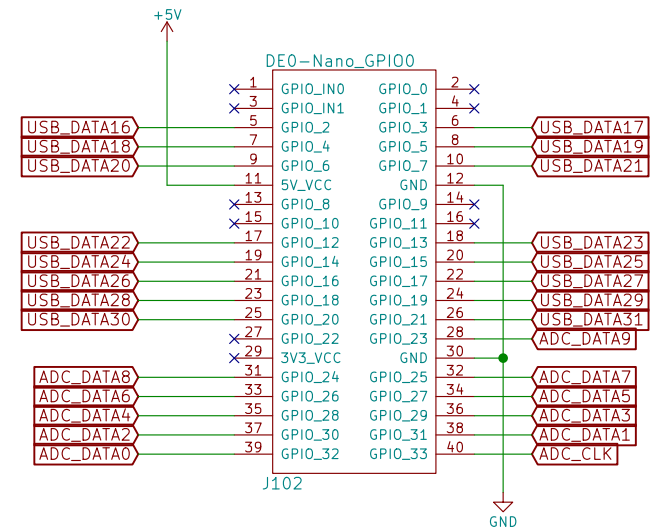 +5V
DE0-Nano_GPIO0
1 GPIO_IN0 GPIO_0 2
3 GPIO_IN1 GPIO_1 4
USB_DATA16 5 GPIO_2 GPIO_3 6 USB_DATA17
USB_DATA18 7 GPIO_4 GPIO_5 8 USB_DATA19
USB_DATA20 9 GPIO_6 GPIO_7 10 USB_DATA21
11 5V_VCC GND 12
13 GPIO_8 GPIO_9 14
15 GPIO_10 GPIO_11 16
USB_DATA22 17 GPIO_12 GPIO_13 18 USB_DATA23
USB_DATA24 19 GPIO_14 GPIO_15 20 USB_DATA25
USB_DATA26 21 GPIO_16 GPIO_17 22 USB_DATA27
USB_DATA28 23 GPIO_18 GPIO_19 24 USB_DATA29
USB_DATA30 25 GPIO_20 GPIO_21 26 USB_DATA31
27 GPIO_22 GPIO_23 28 ADC_DATA9
29 3V3_VCC GND 30
ADC_DATA8 31 GPIO_24 GPIO_25 32 ADC_DATA7
ADC_DATA6 33 GPIO_26 GPIO_27 34 ADC_DATA5
ADC_DATA4 35 GPIO_28 GPIO_29 36 ADC_DATA3
ADC_DATA2 37 GPIO_30 GPIO_31 38 ADC_DATA1
ADC_DATA0 39 GPIO_32 GPIO_33 40 ADC_CLK
J102
GND